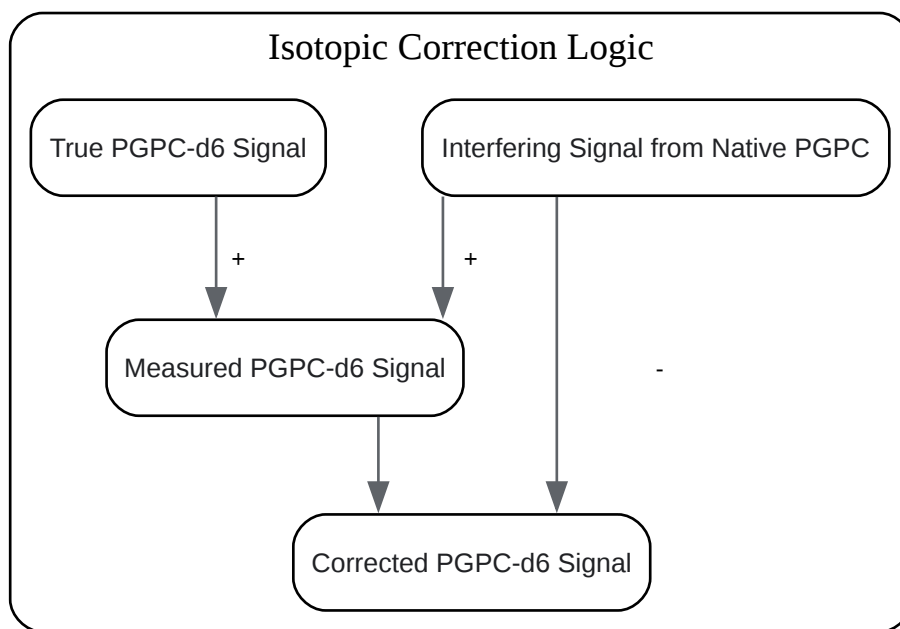 Isotopic Correction Logic
True PGPC-d6 Signal
Interfering Signal from Native PGPC
+
+
Measured PGPC-d6 Signal
-
Corrected PGPC-d6 Signal